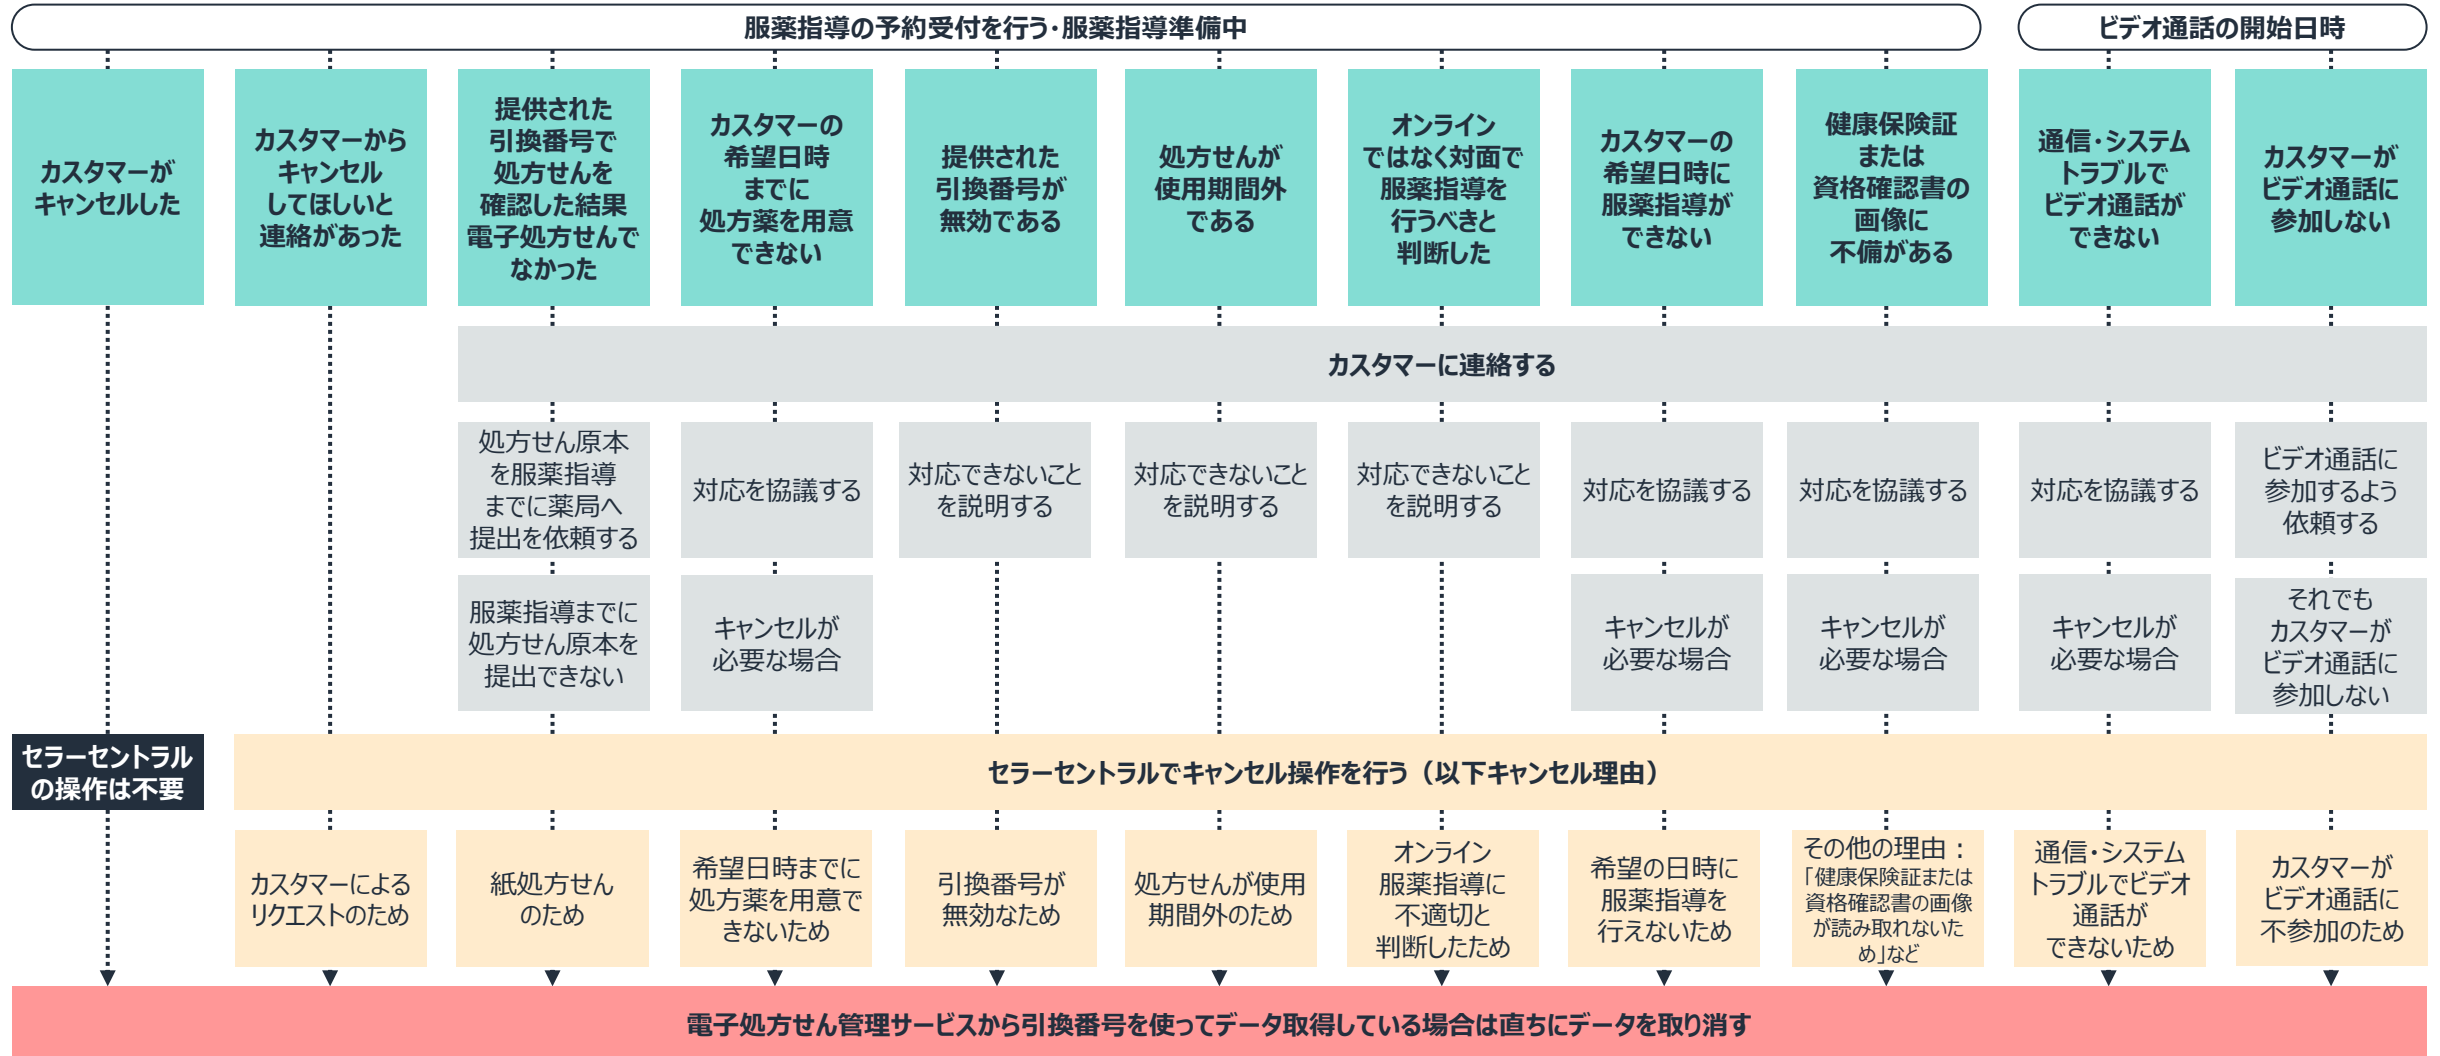 服薬指導の予約受付を行う・服薬指導準備中
ビデオ通話の開始日時
カスタマーが
キャンセルした
カスタマーから
キャンセル
してほしいと
連絡があった
提供された
引換番号で
処方せんを
確認した結果
電子処方せんで
なかった
カスタマーの
希望日時
までに
処方薬を用意
できない
提供された
引換番号が
無効である
処方せんが
使用期間外
である
オンライン
ではなく対面で
服薬指導を
行うべきと
判断した
カスタマーの
希望日時に
服薬指導が
できない
健康保険証
または
資格確認書の
画像に
不備がある
通信・システム
トラブルで
ビデオ通話が
できない
カスタマーが
ビデオ通話に
参加しない
カスタマーに連絡する
処方せん原本
を服薬指導
までに薬局へ
提出を依頼する
対応を協議する
対応できないこと
を説明する
対応できないこと
を説明する
対応できないこと
を説明する
対応を協議する
対応を協議する
対応を協議する
ビデオ通話に
参加するよう
依頼する
服薬指導までに
処方せん原本を
提出できない
キャンセルが
必要な場合
キャンセルが
必要な場合
キャンセルが
必要な場合
キャンセルが
必要な場合
それでも
カスタマーが
ビデオ通話に
参加しない
セラーセントラル
の操作は不要
セラーセントラルでキャンセル操作を行う（以下キャンセル理由）
カスタマーによる
リクエストのため
紙処方せん
のため
希望日時までに
処方薬を用意で
きないため
引換番号が
無効なため
処方せんが使用
期間外のため
オンライン
服薬指導に
不適切と
判断したため
希望の日時に
服薬指導を
行えないため
その他の理由：
「健康保険証または
資格確認書の画像
が読み取れないた
め」など
通信・システム
トラブルでビデオ
通話が
できないため
カスタマーが
ビデオ通話に
不参加のため
電子処方せん管理サービスから引換番号を使ってデータ取得している場合は直ちにデータを取り消す